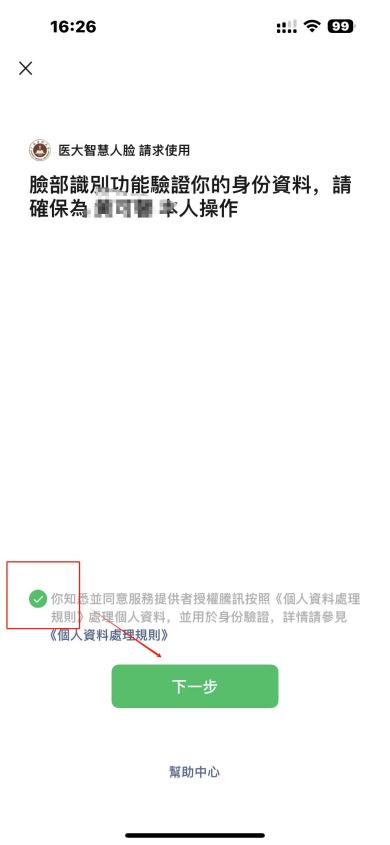 16:26
99
医大智慧人脸 請求使用
臉部識別功能驗證你的身份資料，請
確保為 本人操作
你知悉並同意服務提供者授權騰訊按照《個人資料處理
規則》處理個人資料，並用於身份驗證，詳情請參見
《個人資料處理規則》
下一步
幫助中心